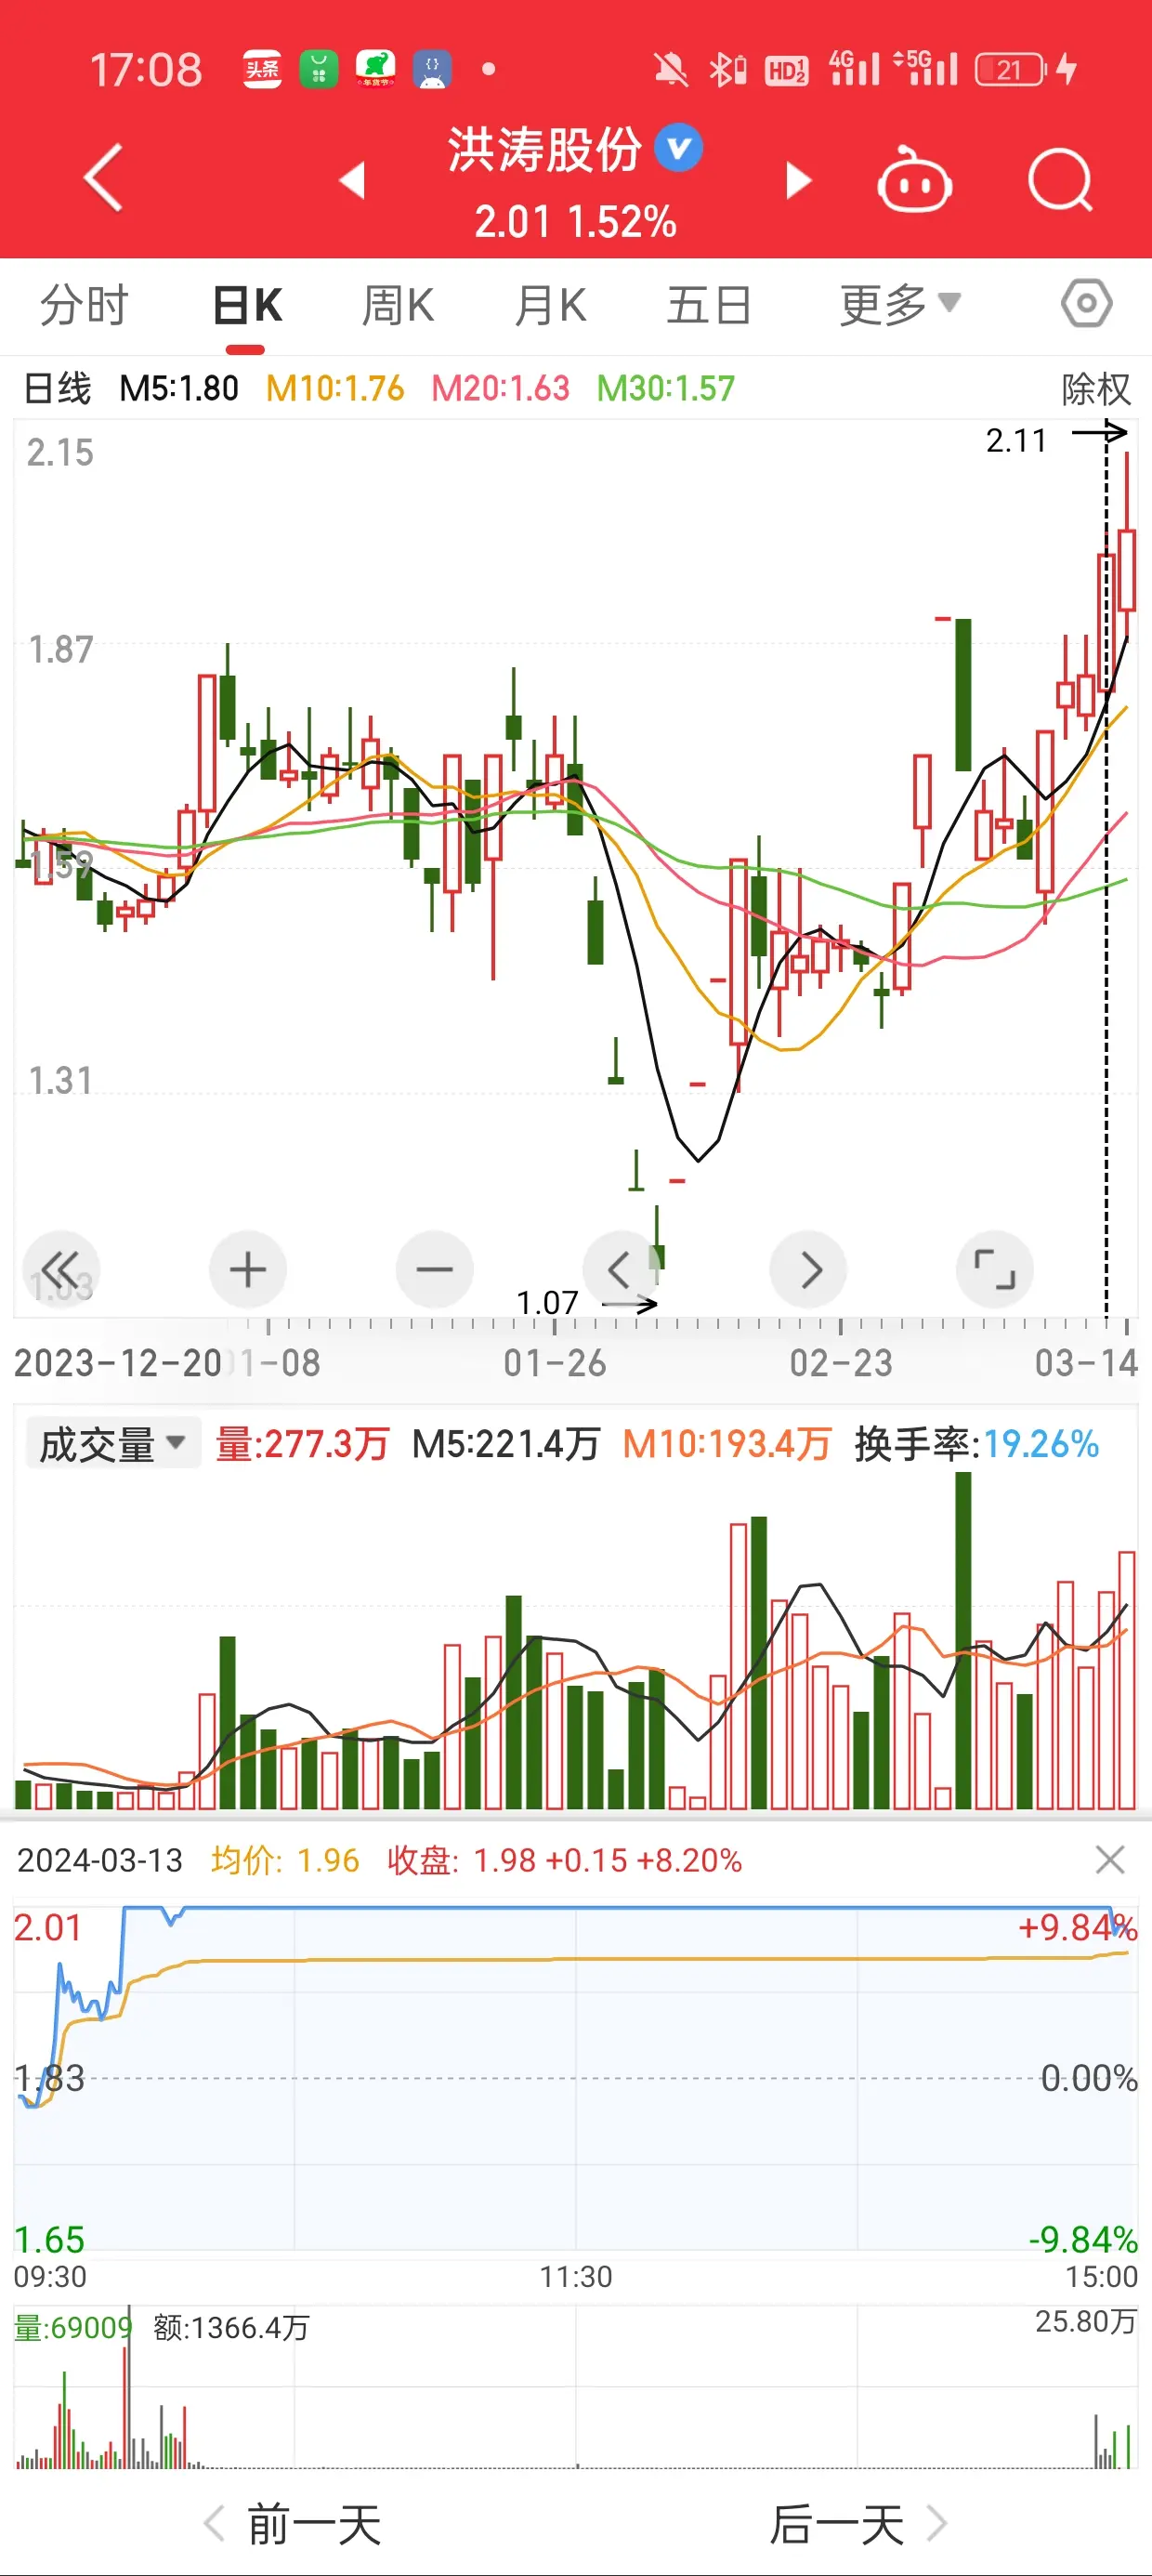 17:08 头条 年货节 {} HD1 2 4G 5G 21
洪涛股份 V
2.01 1.52%
分时 日K 周K 月K 五日 更多
日线 M5:1.80 M10:1.76 M20:1.63 M30:1.57 除权
2.11
2.15
1.87
1.59
1.31
1.03
1.07
2023-12-20 01-08 01-26 02-23 03-14
成交量 量:277.3万 M5:221.4万 M10:193.4万 换手率:19.26%
2024-03-13 均价: 1.96 收盘: 1.98 +0.15 +8.20%
2.01 +9.84%
1.83 0.00%
1.65 -9.84%
09:30 11:30 15:00
量:69009 额:1366.4万 25.80万
前一天 后一天